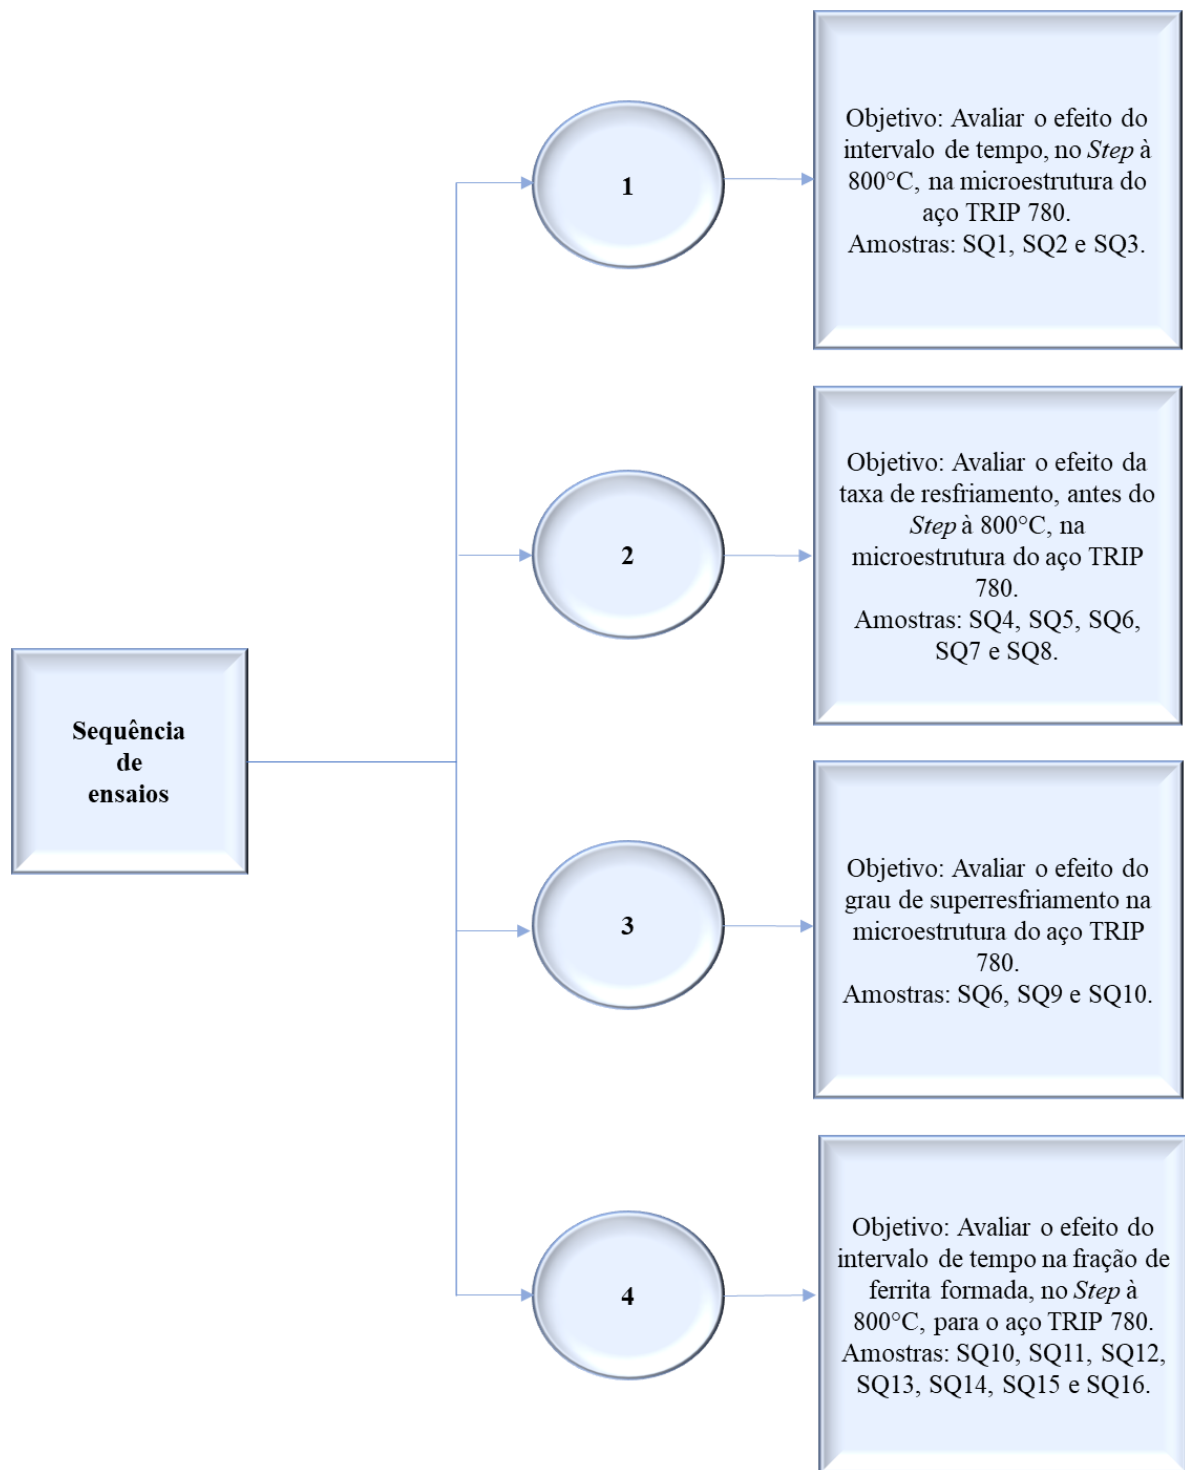 Sequência
de
ensaios
1
Objetivo: Avaliar o efeito do
intervalo de tempo, no Step à
800°C, na microestrutura do
aço TRIP 780.
Amostras: SQ1, SQ2 e SQ3.
2
Objetivo: Avaliar o efeito da
taxa de resfriamento, antes do
Step à 800°C, na
microestrutura do aço TRIP
780.
Amostras: SQ4, SQ5, SQ6,
SQ7 e SQ8.
3
Objetivo: Avaliar o efeito do
grau de superresfriamento na
microestrutura do aço TRIP
780.
Amostras: SQ6, SQ9 e SQ10.
4
Objetivo: Avaliar o efeito do
intervalo de tempo na fração de
ferrita formada, no Step à
800°C, para o aço TRIP 780.
Amostras: SQ10, SQ11, SQ12,
SQ13, SQ14, SQ15 e SQ16.